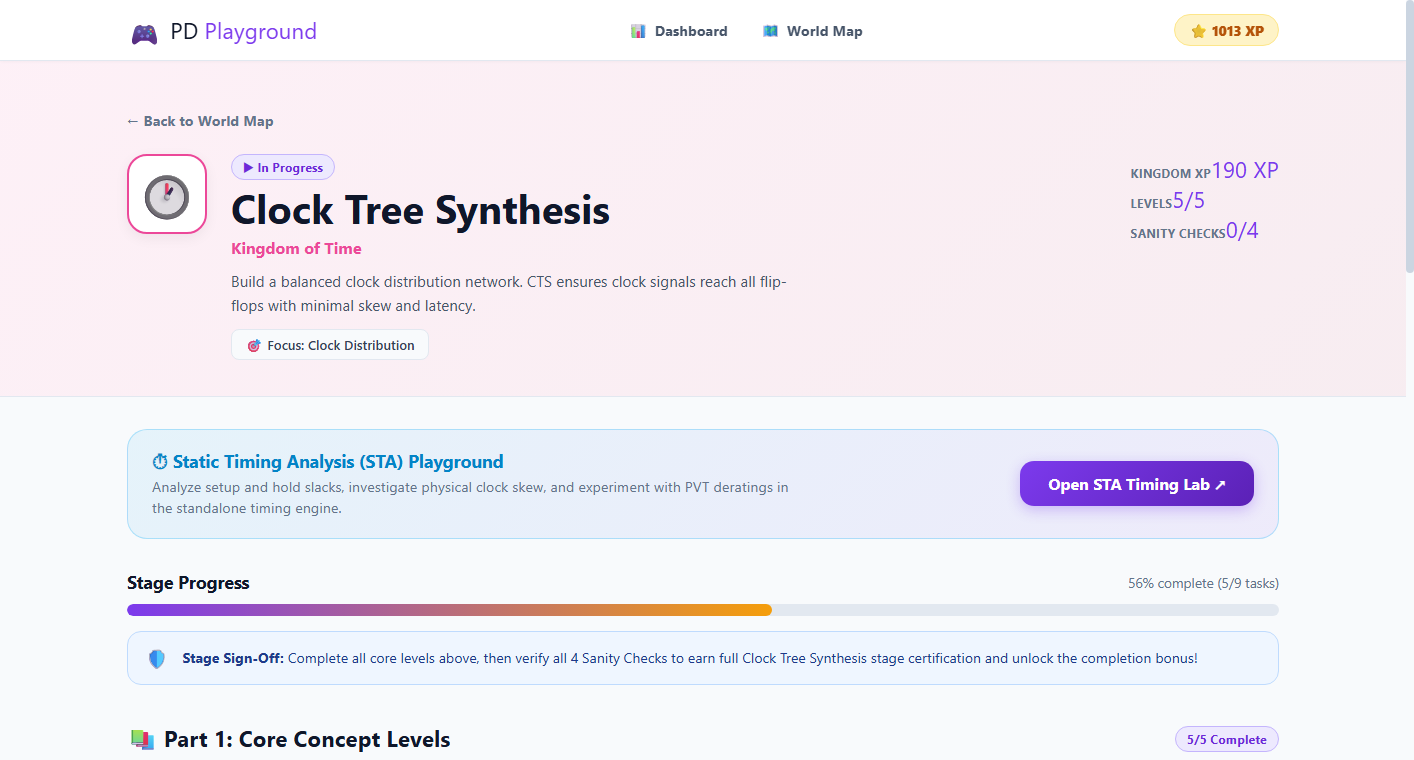 PD Playground
Dashboard
World Map
1013 XP
← Back to World Map
▶ In Progress
Clock Tree Synthesis
Kingdom of Time
Build a balanced clock distribution network. CTS ensures clock signals reach all flip-
flops with minimal skew and latency.
Focus: Clock Distribution
KINGDOM XP190 XP
LEVELS5/5
SANITY CHECKS0/4
Static Timing Analysis (STA) Playground
Analyze setup and hold slacks, investigate physical clock skew, and experiment with PVT deratings in
the standalone timing engine.
Open STA Timing Lab ↗
Stage Progress
56% complete (5/9 tasks)
Stage Sign-Off: Complete all core levels above, then verify all 4 Sanity Checks to earn full Clock Tree Synthesis stage certification and unlock the completion bonus!
Part 1: Core Concept Levels
5/5 Complete